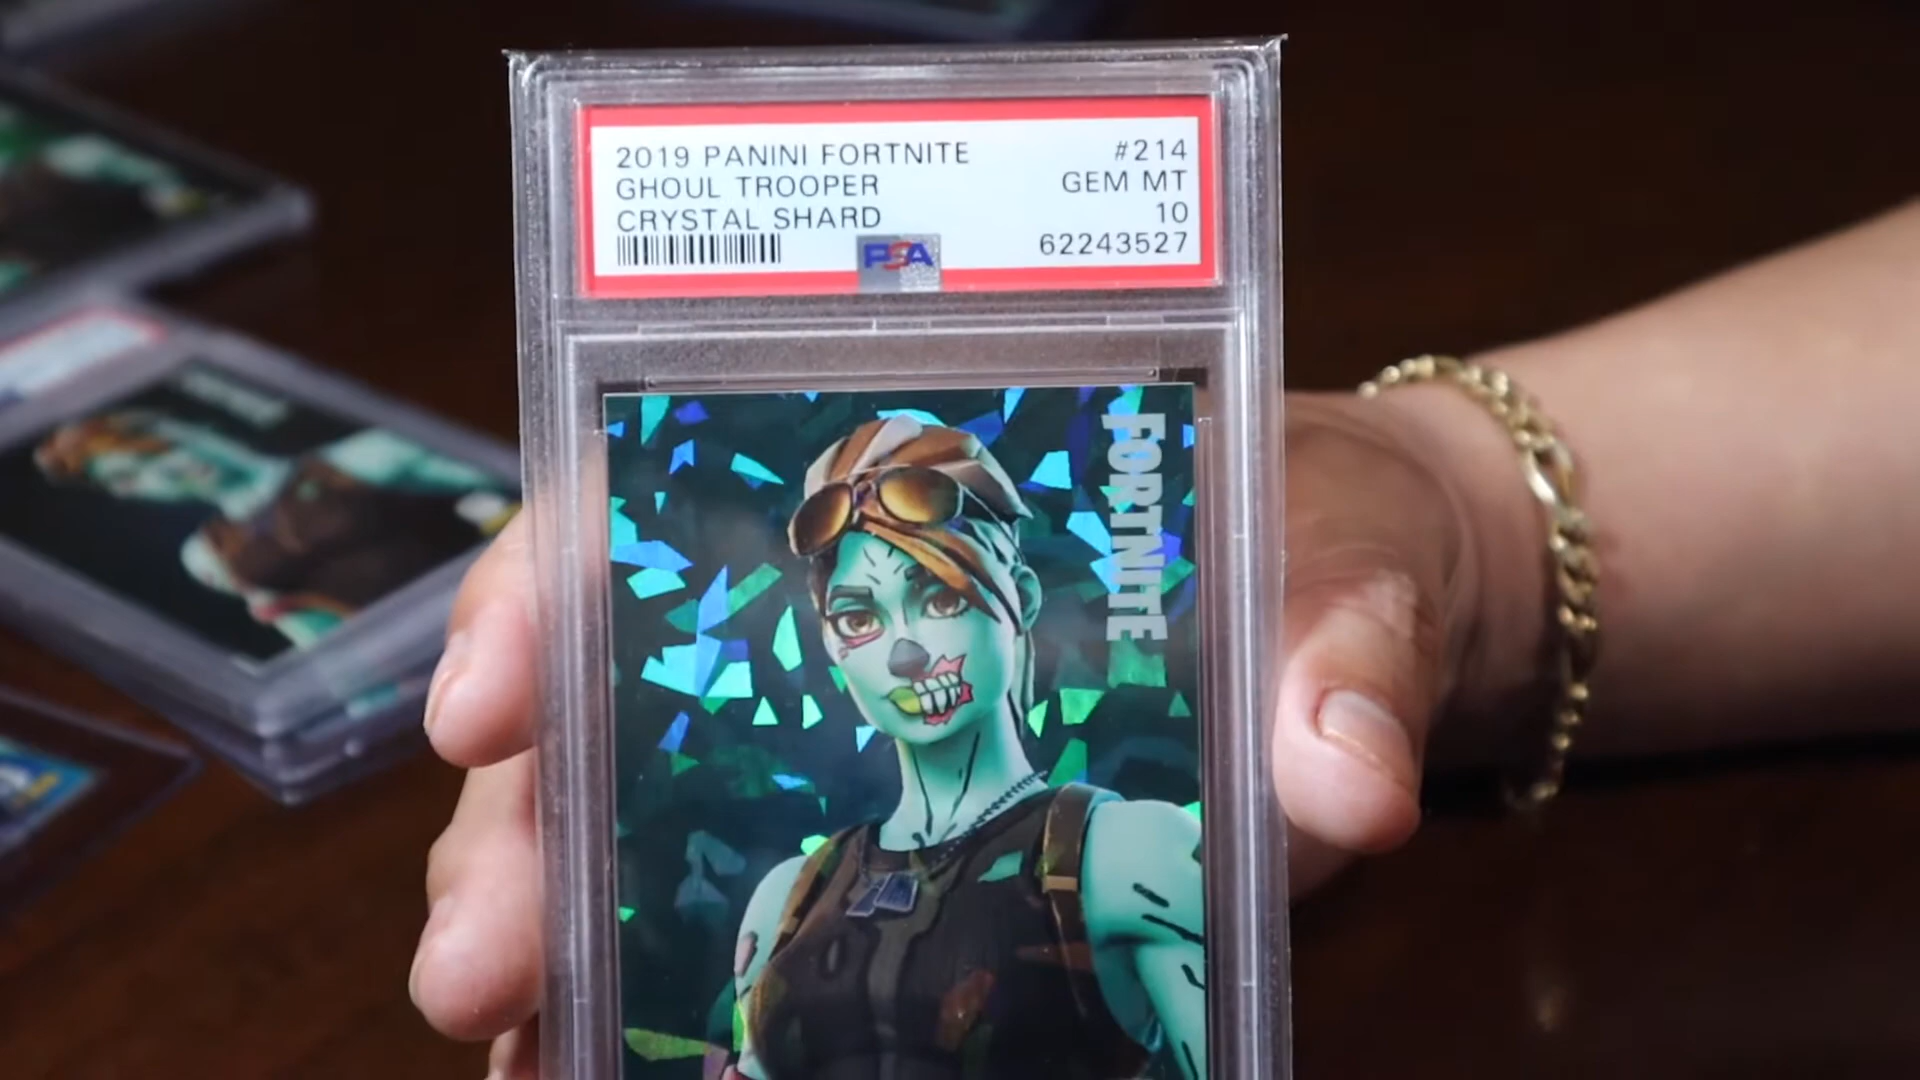 2019 PANINI FORTNITE #214
GHOUL TROOPER GEM MT
CRYSTAL SHARD 10
PSA 62243527
FORTNITE